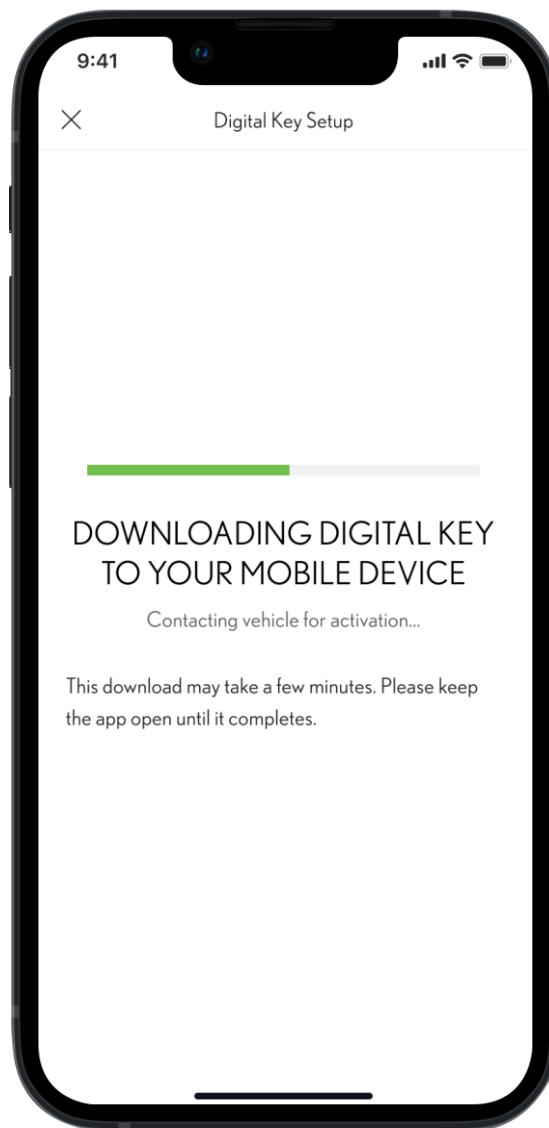 9:41
Digital Key Setup
DOWNLOADING DIGITAL KEY
TO YOUR MOBILE DEVICE
Contacting vehicle for activation...
This download may take a few minutes. Please keep
the app open until it completes.